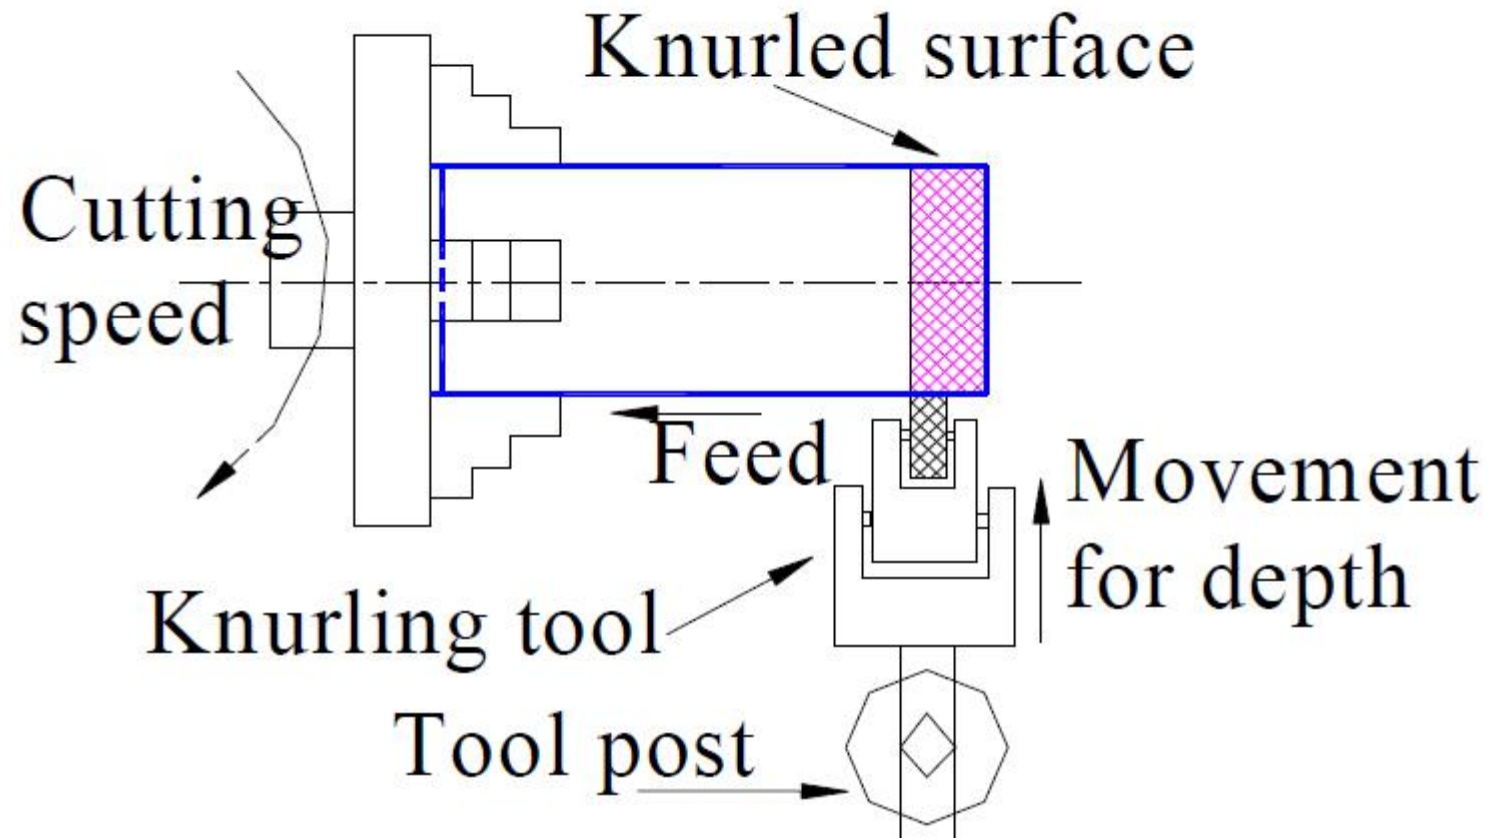 Knurled surface
Cutting
speed
Feed
Movement
for depth
Knurling tool
Tool post